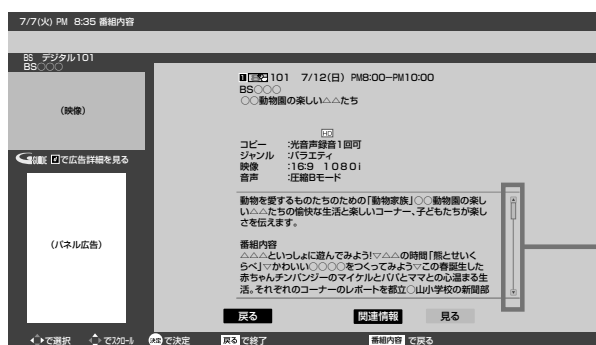 7/7(火) PM 8:35 番組内容
BS デジタル101
BS○○○
(映像)
Gガイド dで広告詳細を見る
(パネル広告)
101 7/12(日) PM8:00-PM10:00
BS○○○
○○動物園の楽しい△△たち
HD
コピー :光音声録音1回可
ジャンル :バラエティ
映像 :16:9 1080i
音声 :圧縮Bモード
動物を愛するものたちのための「動物家族」○○動物園の楽し
い△△たちの愉快な生活と楽しいコーナー、子どもたちが楽し
さを伝えます。
番組内容
△△△といっしょに遊んでみよう!▽△△の時間「熊とせいく
らべ」▽かわいい○○○○をつくってみよう▽この春誕生した
赤ちゃんチンパンジーのマイケルとパパとママとの心温まる生
活。それぞれのコーナーのレポートを都立○山小学校の新聞部
戻る 関連情報 見る
で選択 でスクロール 決定 で決定 戻る で終了 番組内容 で戻る